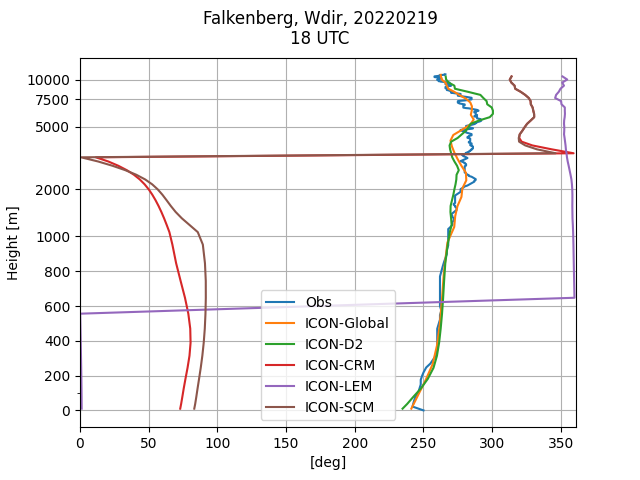 Falkenberg, Wdir, 20220219
18 UTC
Height [m]
10000
7500
5000
2000
1000
800
600
400
200
0
Obs
ICON-Global
ICON-D2
ICON-CRM
ICON-LEM
ICON-SCM
0 50 100 150 200 250 300 350
[deg]